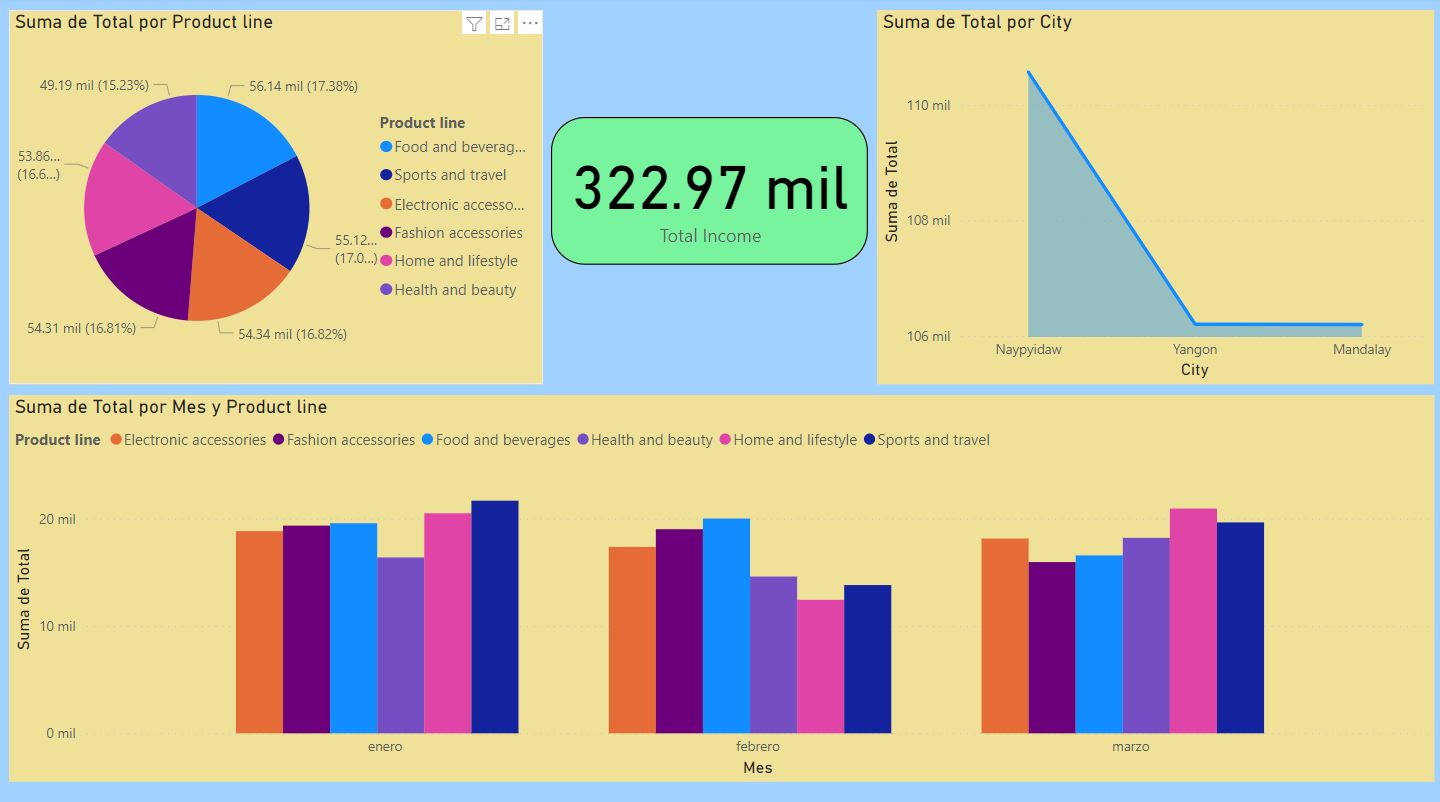 Suma de Total por Product line
49.19 mil (15.23%)
56.14 mil (17.38%)
53.86...
(16.6...)
55.12...
(17.0...)
54.31 mil (16.81%)
54.34 mil (16.82%)
Product line
Food and beverag...
Sports and travel
Electronic accesso...
Fashion accessories
Home and lifestyle
Health and beauty
322.97 mil
Total Income
Suma de Total por City
Suma de Total
110 mil
108 mil
106 mil
Naypyidaw
Yangon
Mandalay
City
Suma de Total por Mes y Product line
Product line Electronic accessories Fashion accessories Food and beverages Health and beauty Home and lifestyle Sports and travel
Suma de Total
20 mil
10 mil
0 mil
enero
febrero
marzo
Mes